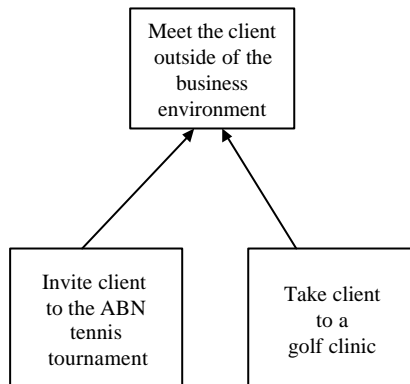 Meet the client
outside of the
business
environment
Invite client
to the ABN
tennis
tournament
Take client
to a
golf clinic